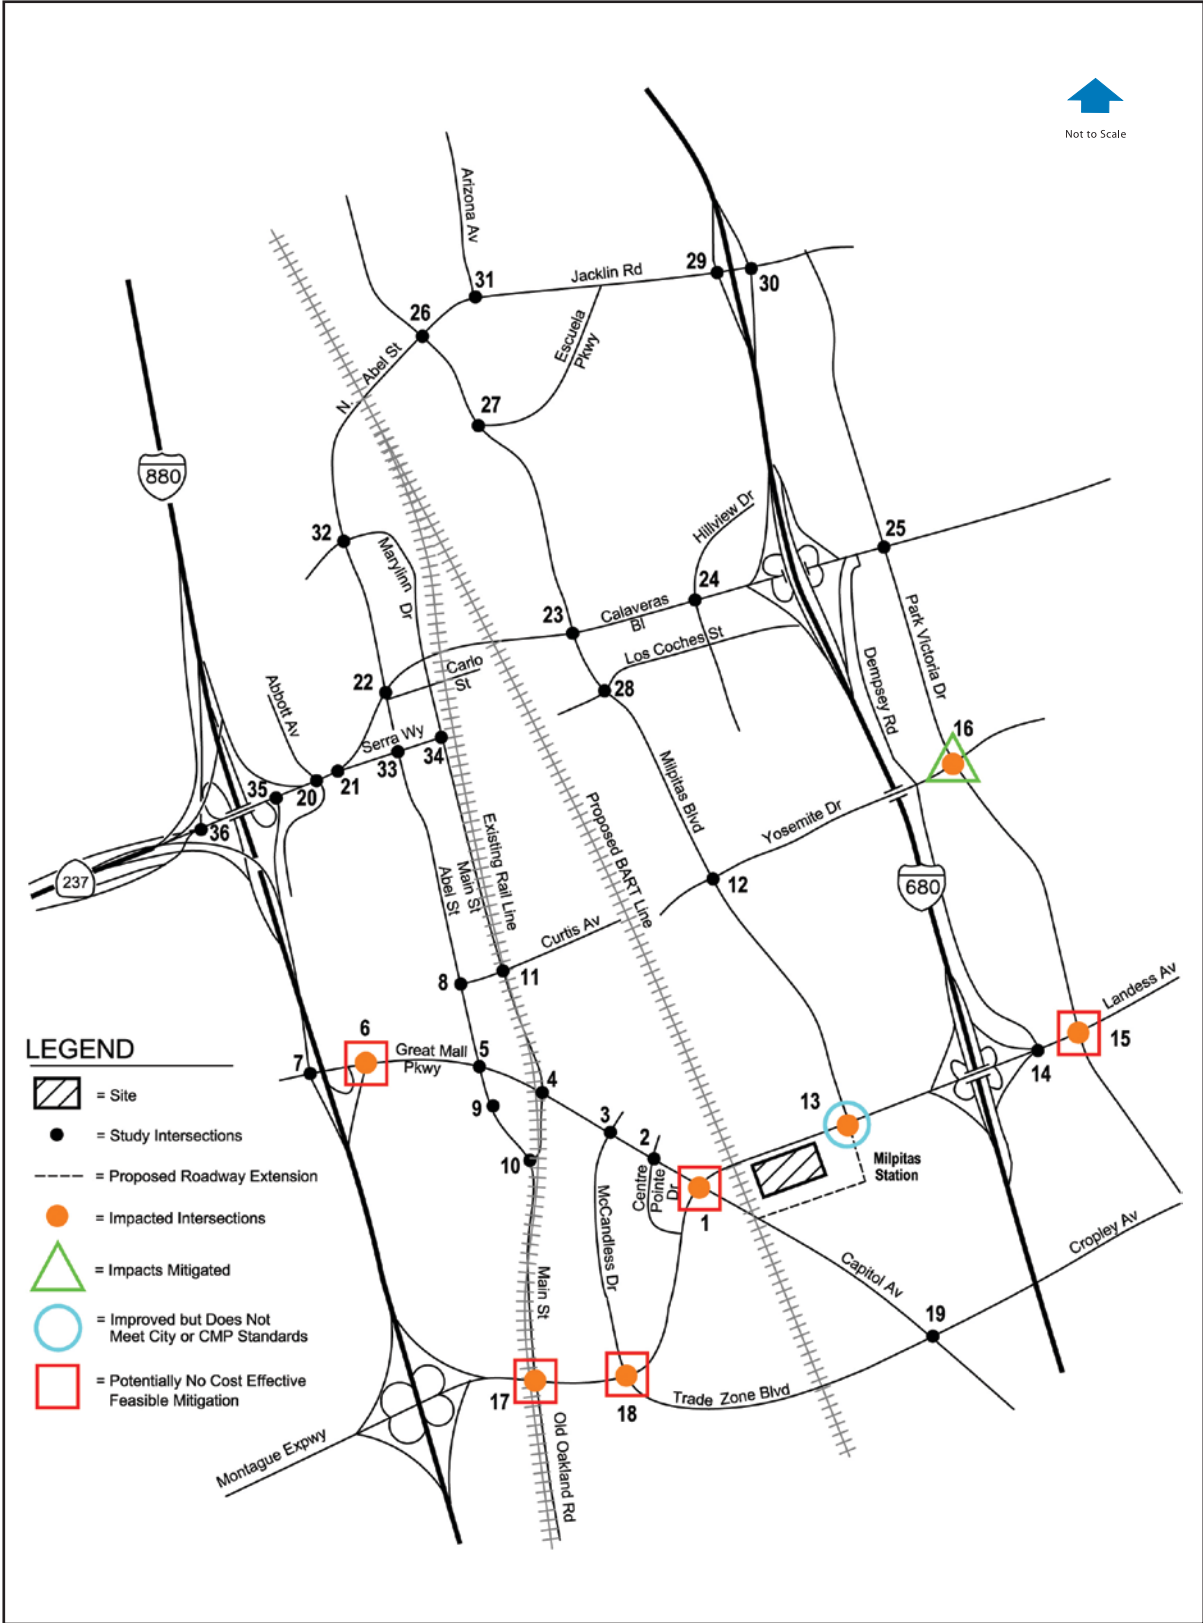 Not to Scale
Arizona Av
31
Jacklin Rd
29
30
26
Escuela
Pkwy
N. Abel St
27
880
32
Marylinn Dr
Hillview Dr
25
24
23
Calaveras
Bl
Los Coches St
Park Victoria Dr
Dempsey Rd
Carlo
St
22
28
Abbott Av
Serra Wy
34
33
21
20
35
36
237
16
Milpitas Blvd
Yosemite Dr
Proposed BART Line
Existing Rail Line
Main St
Abel St
12
680
Curtis Av
8
11
Landess Av
15
14
13
Milpitas
Station
6
7
Great Mall
Pkwy
5
4
9
3
2
10
Centre
Pointe
Dr
1
McCandless Dr
Main St
Capitol Av
Cropley Av
19
17
18
Trade Zone Blvd
Old Oakland Rd
Montague Expwy
LEGEND
= Site
= Study Intersections
= Proposed Roadway Extension
= Impacted Intersections
= Impacts Mitigated
= Improved but Does Not
Meet City or CMP Standards
= Potentially No Cost Effective
Feasible Mitigation